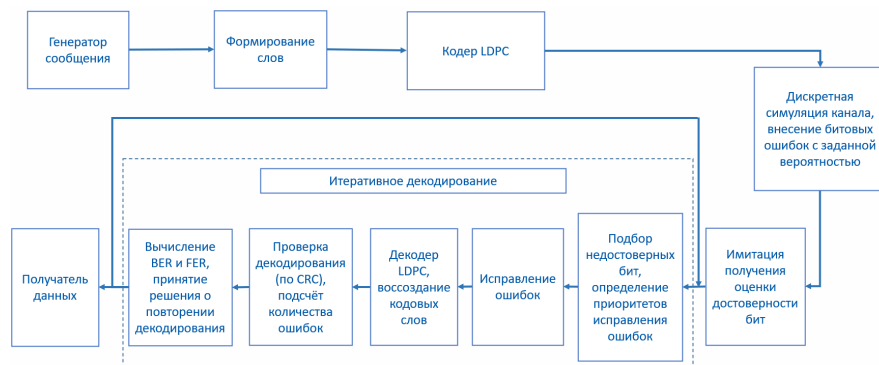 Генератор
сообщения
Формирование
слов
Кодер LDPC
Дискретная
симуляция канала,
внесение битовых
ошибок с заданной
вероятностью
Итеративное декодирование
Получатель
данных
Вычисление
BER и FER,
принятие
решения о
повторении
декодирования
Проверка
декодирования
(по CRC),
подсчёт
количества
ошибок
Декодер
LDPC,
воссоздание
кодовых
слов
Исправление
ошибок
Подбор
недостоверных
бит,
определение
приоритетов
исправления
ошибок
Имитация
получения
оценки
достоверности
бит